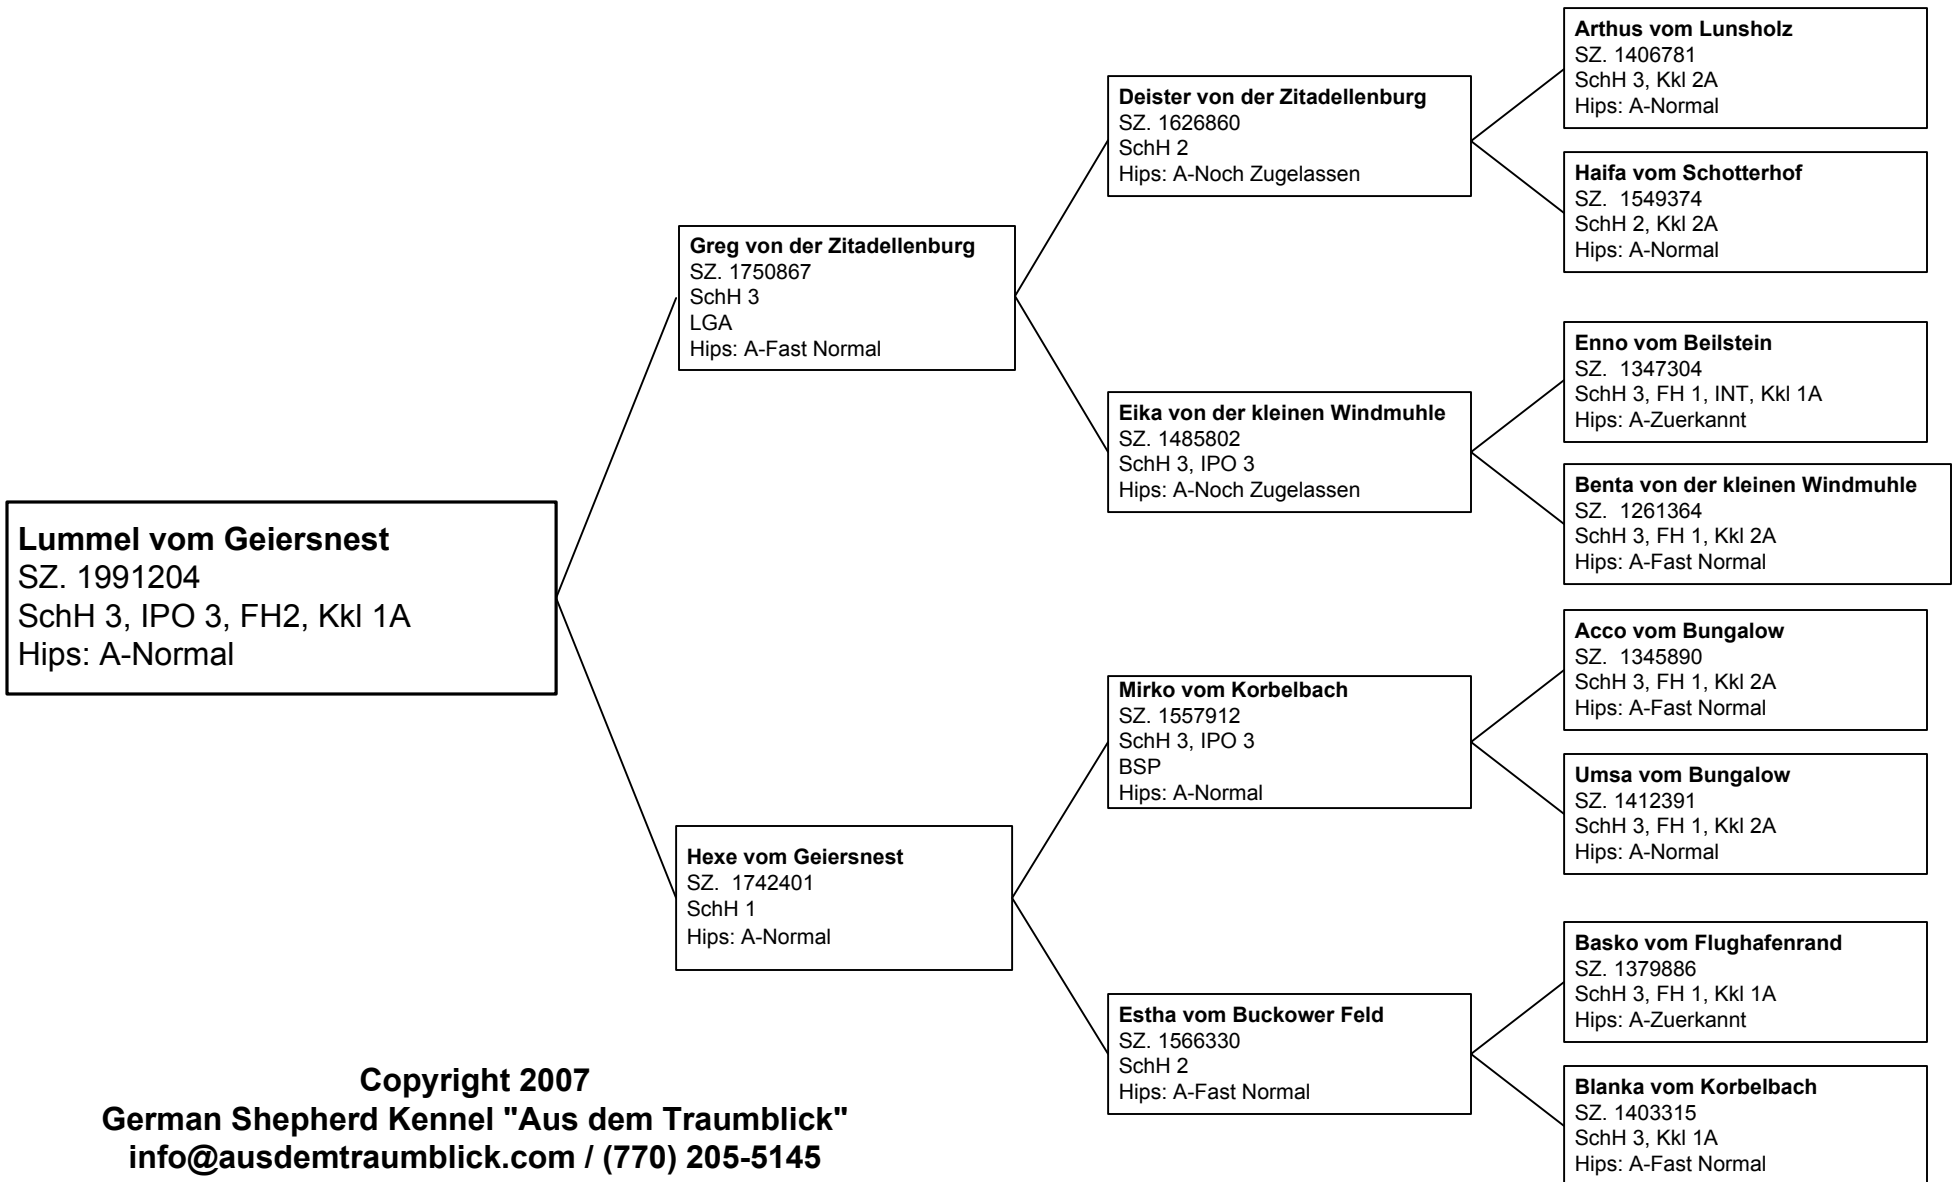 Lummel vom Geiersnest
SZ. 1991204
SchH 3, IPO 3, FH2, Kkl 1A
Hips: A-Normal
Greg von der Zitadellenburg
SZ. 1750867
SchH 3
LGA
Hips: A-Fast Normal
Hexe vom Geiersnest
SZ. 1742401
SchH 1
Hips: A-Normal
Deister von der Zitadellenburg
SZ. 1626860
SchH 2
Hips: A-Noch Zugelassen
Eika von der kleinen Windmuhle
SZ. 1485802
SchH 3, IPO 3
Hips: A-Noch Zugelassen
Mirko vom Korbelbach
SZ. 1557912
SchH 3, IPO 3
BSP
Hips: A-Normal
Estha vom Buckower Feld
SZ. 1566330
SchH 2
Hips: A-Fast Normal
Arthus vom Lunsholz
SZ. 1406781
SchH 3, Kkl 2A
Hips: A-Normal
Haifa vom Schotterhof
SZ. 1549374
SchH 2, Kkl 2A
Hips: A-Normal
Enno vom Beilstein
SZ. 1347304
SchH 3, FH 1, INT, Kkl 1A
Hips: A-Zuerkannt
Benta von der kleinen Windmuhle
SZ. 1261364
SchH 3, FH 1, Kkl 2A
Hips: A-Fast Normal
Acco vom Bungalow
SZ. 1345890
SchH 3, FH 1, Kkl 2A
Hips: A-Fast Normal
Umsa vom Bungalow
SZ. 1412391
SchH 3, FH 1, Kkl 2A
Hips: A-Normal
Basko vom Flughafenrand
SZ. 1379886
SchH 3, FH 1, Kkl 1A
Hips: A-Zuerkannt
Blanka vom Korbelbach
SZ. 1403315
SchH 3, Kkl 1A
Hips: A-Fast Normal
Copyright 2007
German Shepherd Kennel "Aus dem Traumblick"
info@ausdemtraumblick.com / (770) 205-5145